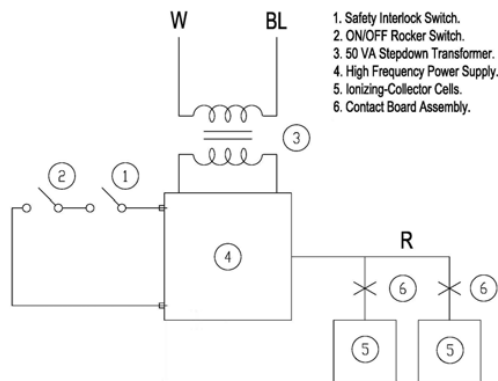 W BL
1. Safety Interlock Switch.
2. ON/OFF Rocker Switch.
3. 50 VA Stepdown Transformer.
4. High Frequency Power Supply.
5. Ionizing-Collector Cells.
6. Contact Board Assembly.
3
2 1
R
4
6 6
5 5